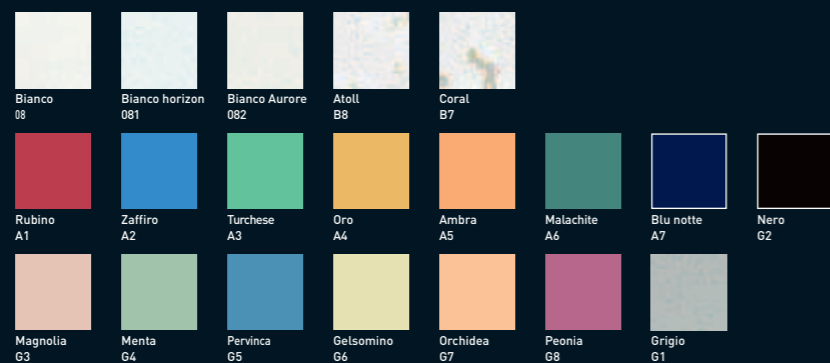 Bianco Bianco horizon Bianco Aurore Atoll Coral
08 081 082 B8 B7
Rubino Zaffiro Turchese Oro Ambra Malachite Blu notte Nero
A1 A2 A3 A4 A5 A6 A7 G2
Magnolia Menta Pervinca Gelsomino Orchidea Peonia Grigio
G3 G4 G5 G6 G7 G8 G1